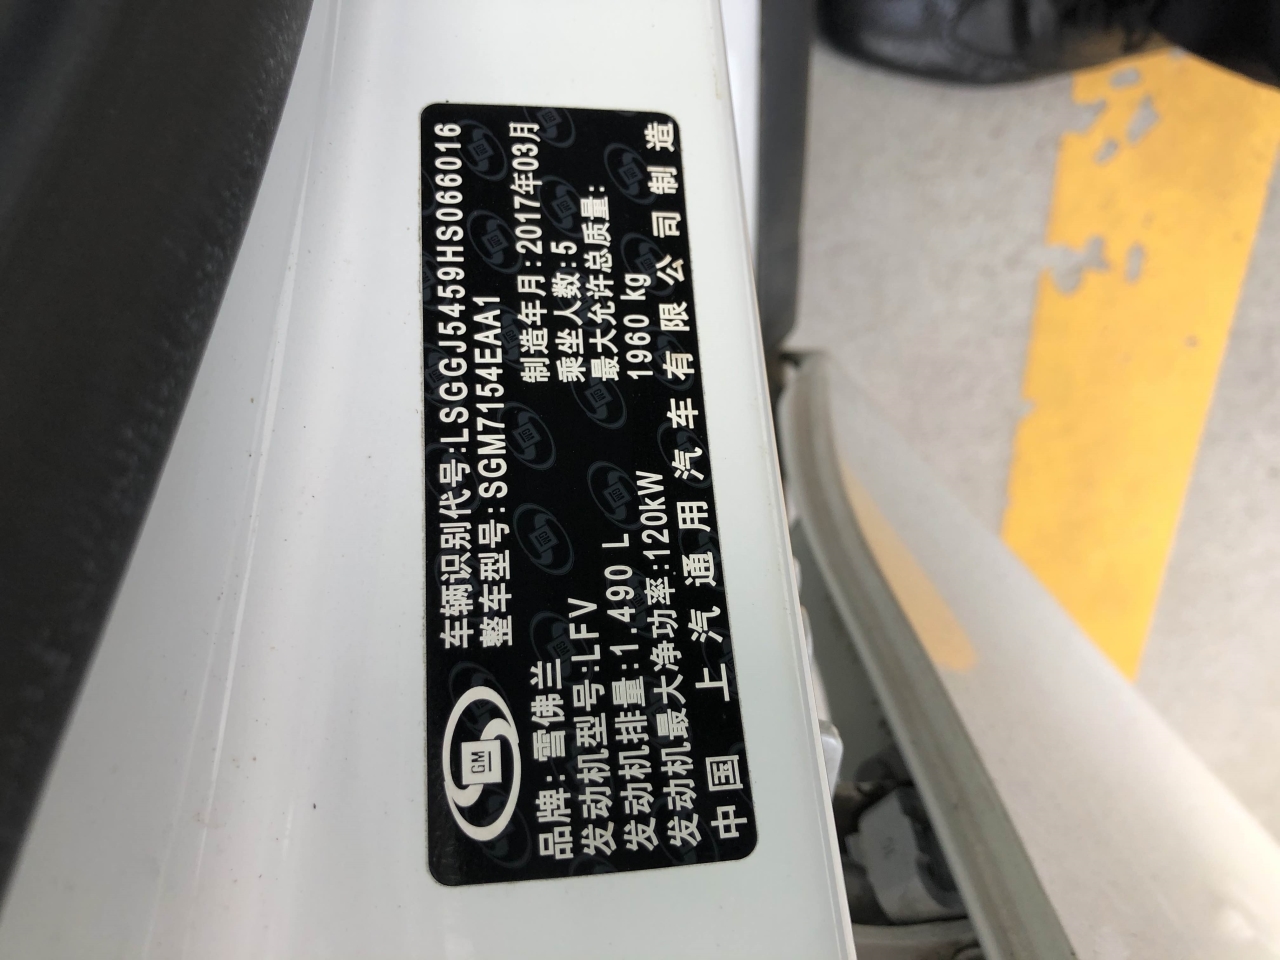 车辆识别代号:LSGGJ5459HS066016
整车型号:SGM7154EAA1
GM
品牌:雪佛兰
制造年月:2017年03月
发动机型号:LFV
乘坐人数:5
发动机排量:1.490 L
最大允许总质量:
发动机最大净功率:120kW
1960 kg
中国 上汽通用汽车有限公司制造